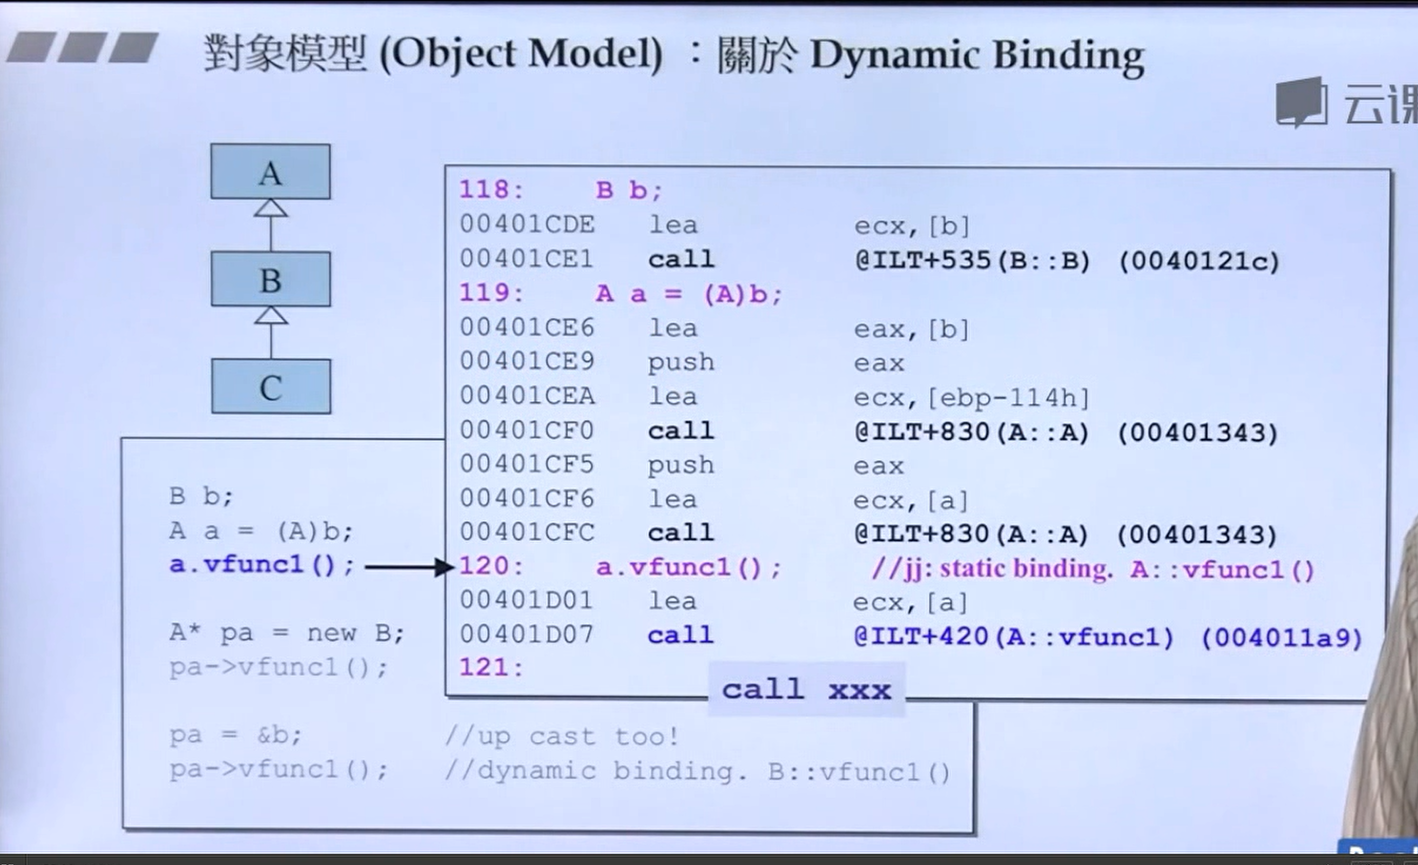 對象模型 (Object Model) ：關於 Dynamic Binding
云课
A
B
C
118: B b;
00401CDE lea ecx,[b]
00401CE1 call @ILT+535(B::B) (0040121c)
119: A a = (A)b;
00401CE6 lea eax,[b]
00401CE9 push eax
00401CEA lea ecx,[ebp-114h]
00401CF0 call @ILT+830(A::A) (00401343)
00401CF5 push eax
00401CF6 lea ecx,[a]
00401CFC call @ILT+830(A::A) (00401343)
120: a.vfunc1(); //jj: static binding. A::vfunc1()
00401D01 lea ecx,[a]
00401D07 call @ILT+420(A::vfunc1) (004011a9)
121:
call xxx
B b;
A a = (A)b;
a.vfunc1();
A* pa = new B;
pa->vfunc1();
pa = &b; //up cast too!
pa->vfunc1(); //dynamic binding. B::vfunc1()